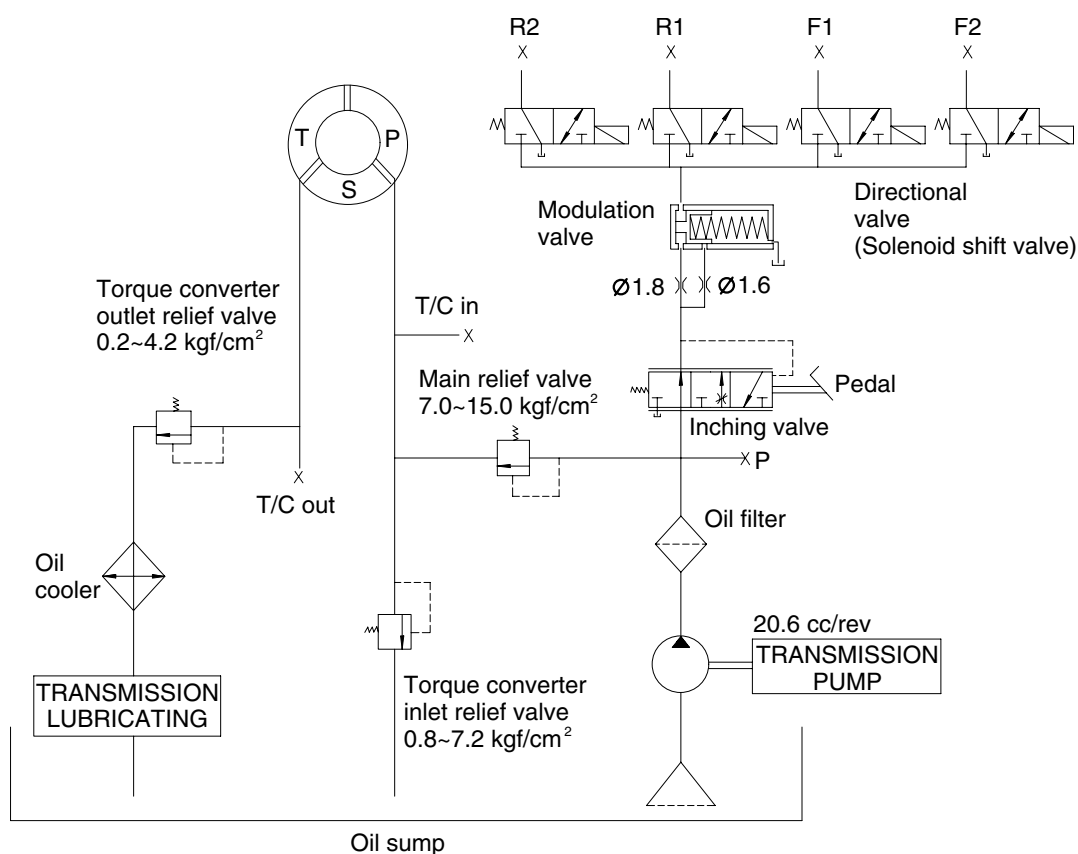 R2
R1
F1
F2
T
P
S
Modulation
valve
Directional
valve
(Solenoid shift valve)
Ø1.8
Ø1.6
Torque converter
outlet relief valve
0.2~4.2 kgf/cm²
T/C in
Main relief valve
7.0~15.0 kgf/cm²
Pedal
Inching valve
P
T/C out
Oil filter
Oil
cooler
20.6 cc/rev
TRANSMISSION
PUMP
TRANSMISSION
LUBRICATING
Torque converter
inlet relief valve
0.8~7.2 kgf/cm²
Oil sump